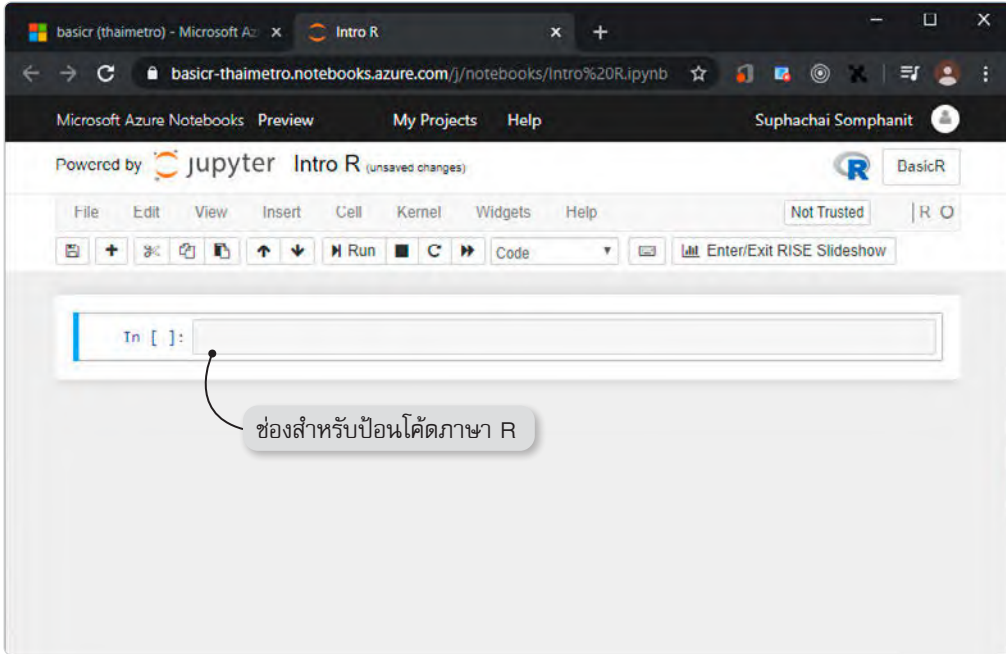 basicr (thaimetro) - Microsoft Az
Intro R
basicr-thaimetro.notebooks.azure.com/j/notebooks/Intro%20R.ipynb
Microsoft Azure Notebooks Preview My Projects Help Suphachai Somphanit
Powered by jupyter Intro R (unsaved changes) R BasicR
File Edit View Insert Cell Kernel Widgets Help Not Trusted | R O
Run Code Enter/Exit RISE Slideshow
In [ ]:
ช่องสำหรับป้อนโค้ดภาษา R